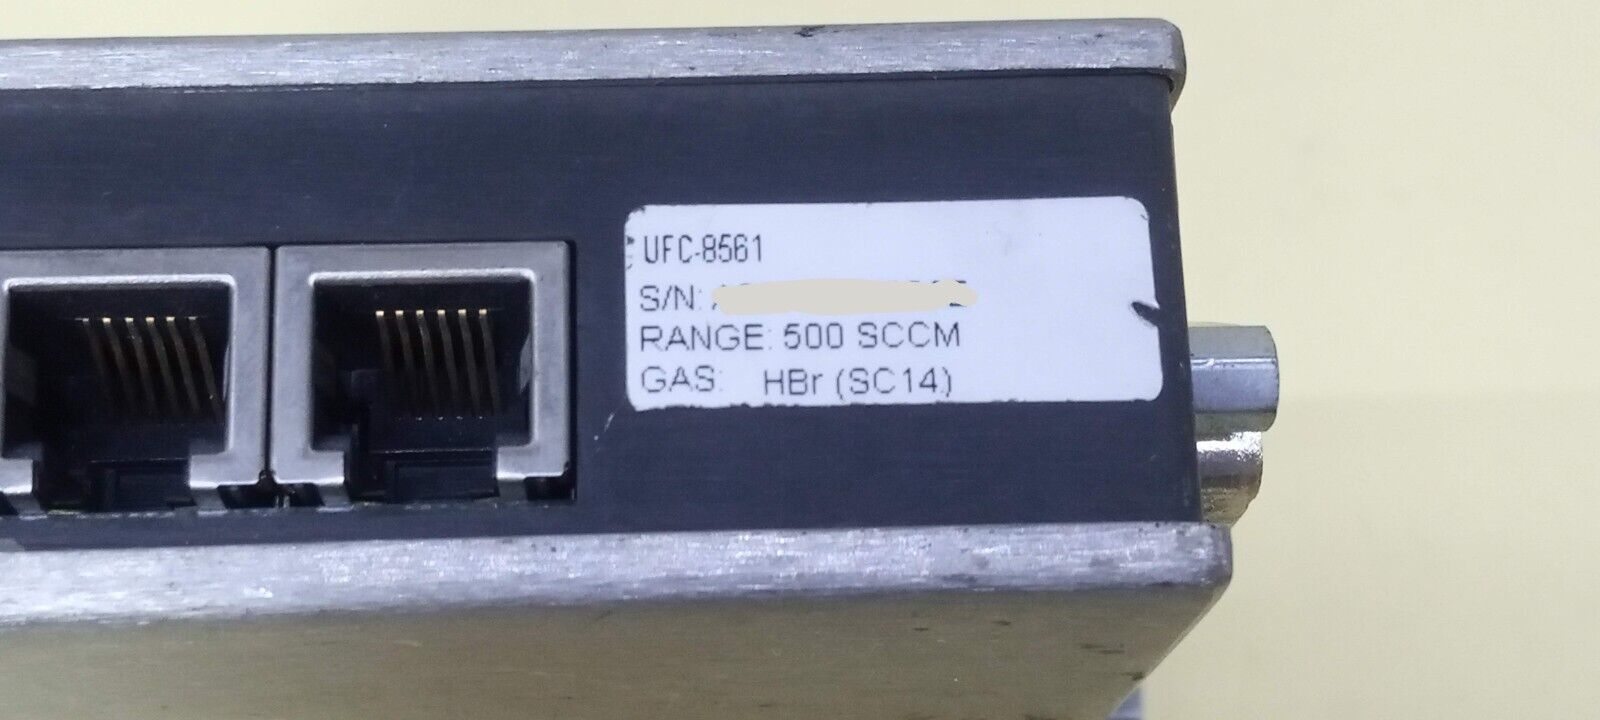 UFC-8561
S/N:
RANGE: 500 SCCM
GAS: HBr (SC14)